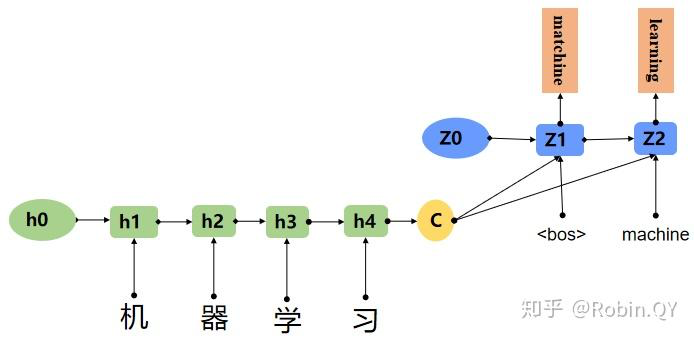 matchine
learning
Z0
Z1
Z2
h0
h1
h2
h3
h4
C
<bos>
machine
机
器
学
习
知乎 @Robin.QY